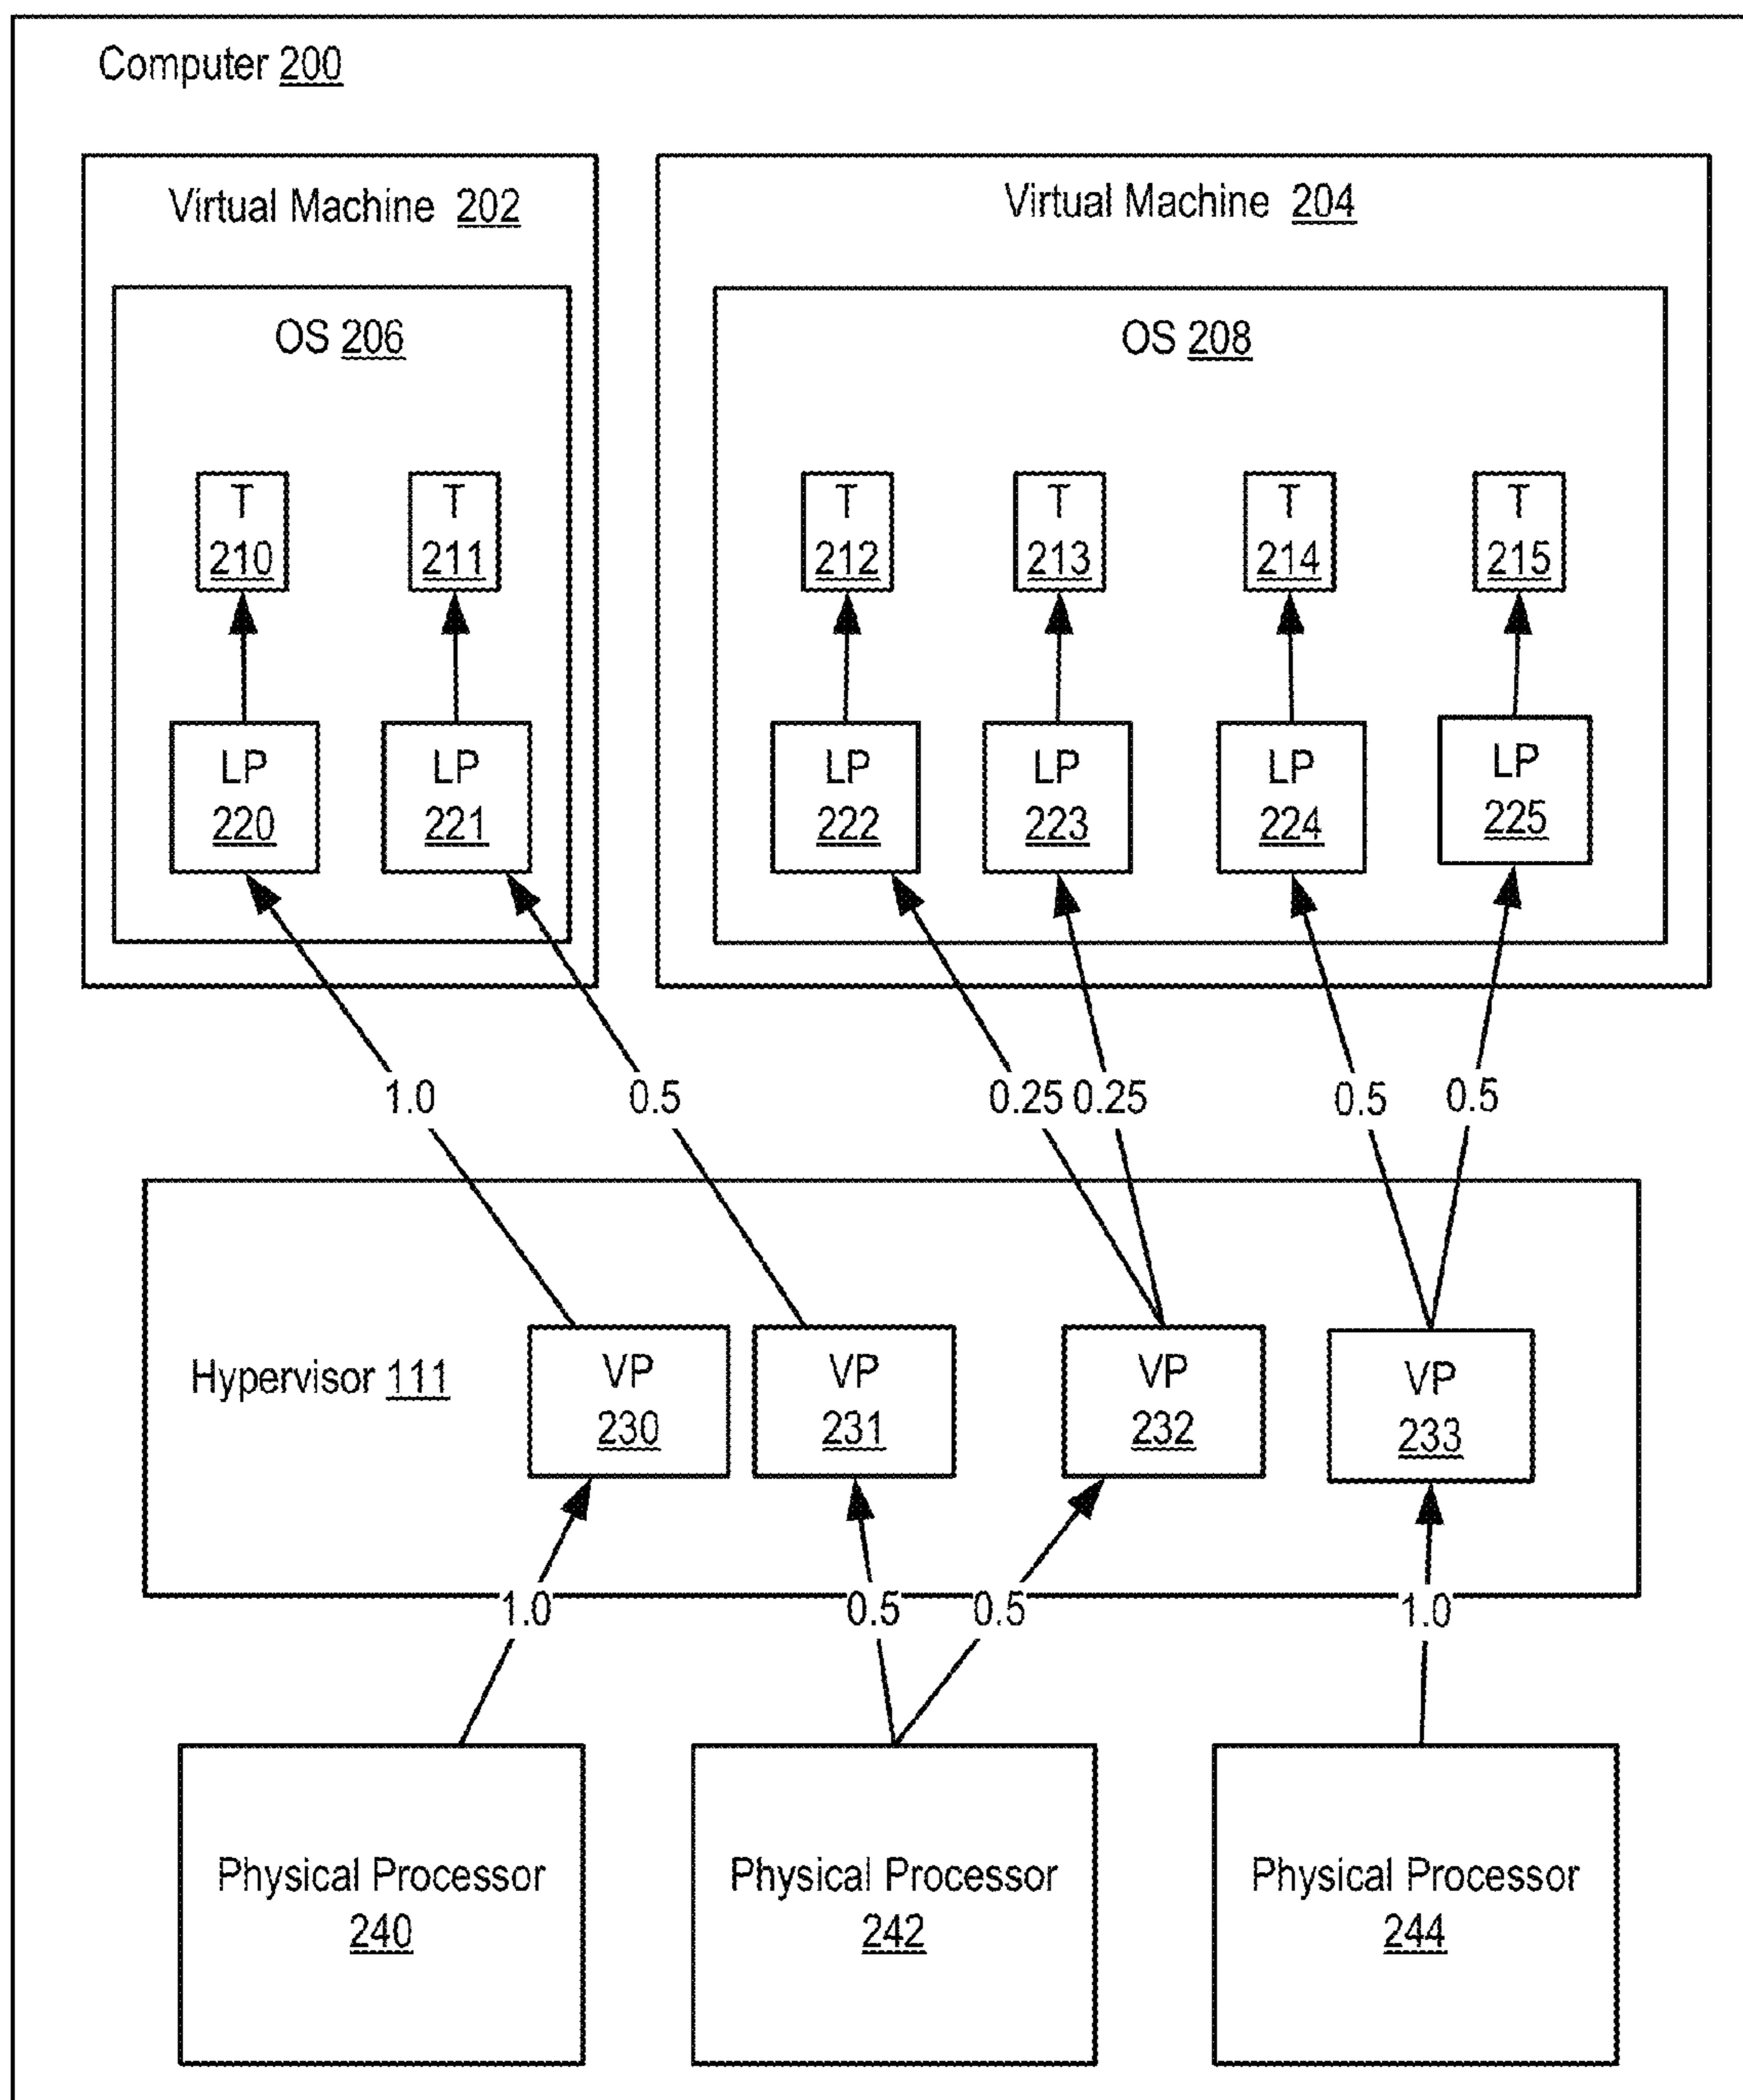 Computer 200
Virtual Machine 202
Virtual Machine 204
OS 206
OS 208
T
210
T
211
T
212
T
213
T
214
T
215
LP
220
LP
221
LP
222
LP
223
LP
224
LP
225
1.0
0.5
0.25
0.25
0.5
0.5
Hypervisor 111
VP
230
VP
231
VP
232
VP
233
1.0
0.5
0.5
1.0
Physical Processor
240
Physical Processor
242
Physical Processor
244